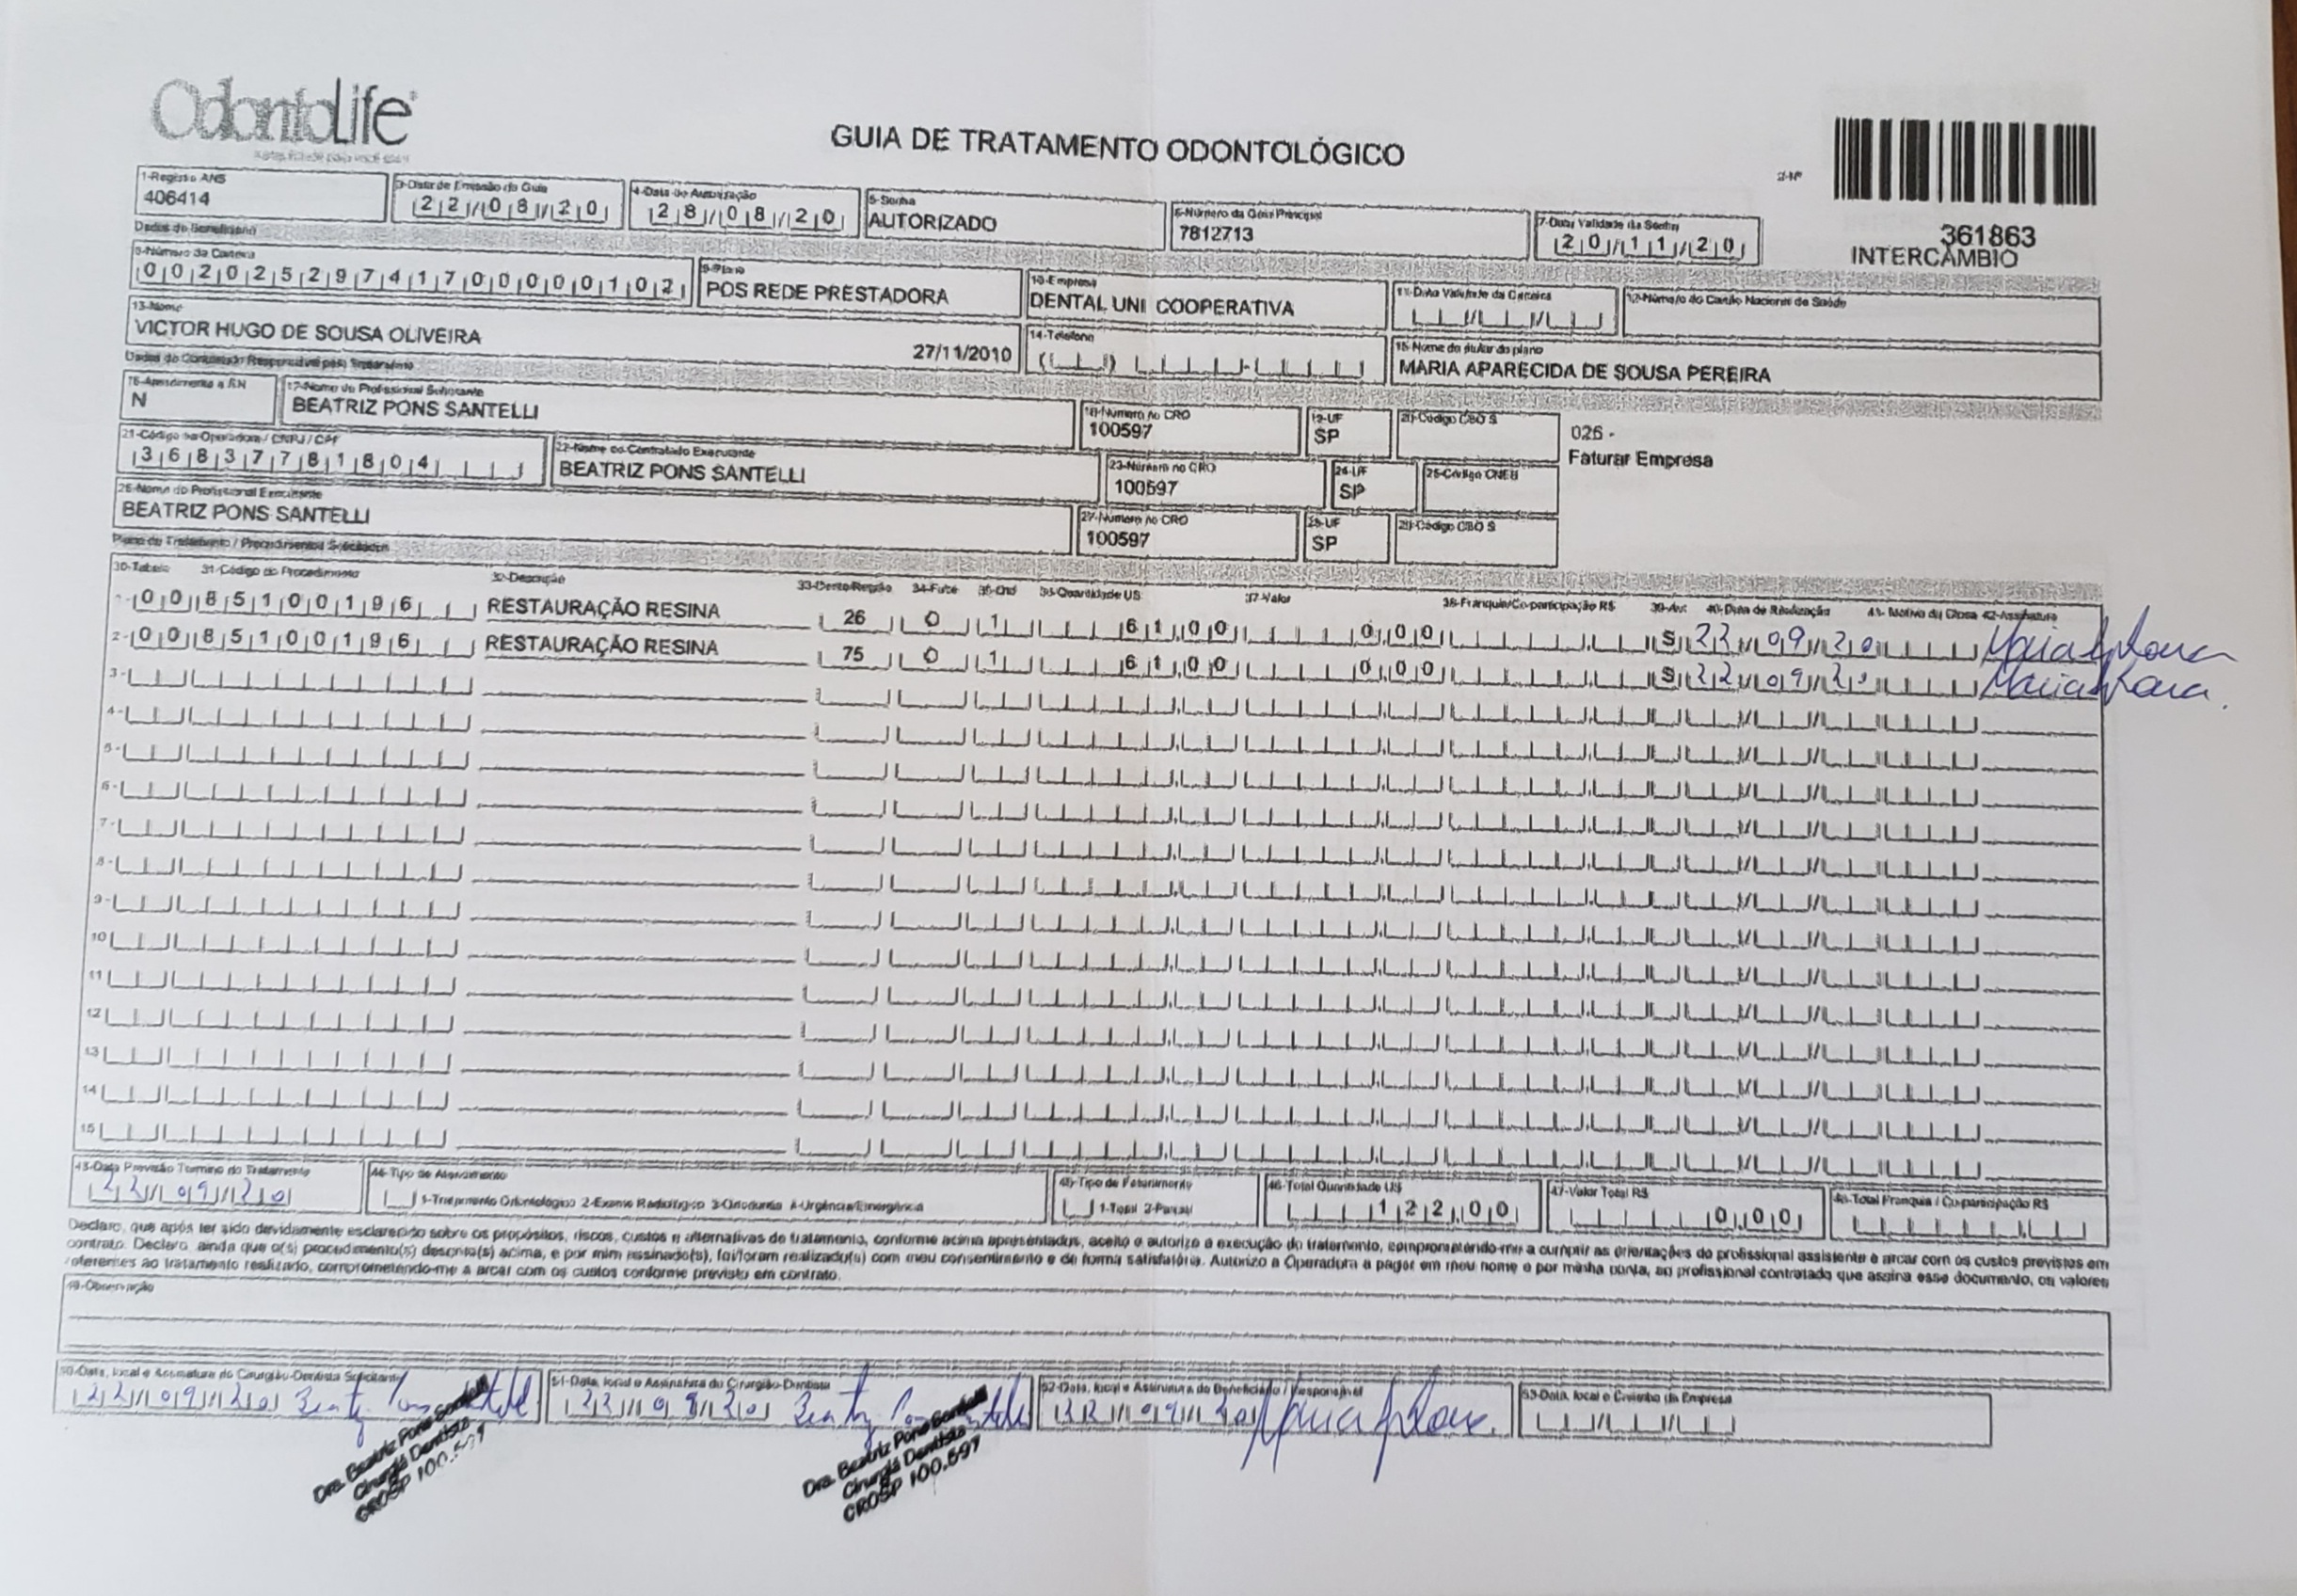 OdontoLife
GUIA DE TRATAMENTO ODONTOLÓGICO
2-Nº
361863
INTERCÂMBIO
1-Registro ANS
406414
3-Data de Emissão da Guia
22/08/20
4-Data de Autorização
28/08/20
5-Senha
AUTORIZADO
6-Número da Guia Principal
7812713
7-Data Validade da Senha
20/11/20
Dados do Beneficiário
8-Número da Carteira
00202529741700000102
9-Plano
POS REDE PRESTADORA
10-Empresa
DENTAL UNI COOPERATIVA
11-Data Validade da Carteira
12-Número do Cartão Nacional de Saúde
13-Nome
VICTOR HUGO DE SOUSA OLIVEIRA
27/11/2010
14-Telefone
15-Nome do titular do plano
MARIA APARECIDA DE SOUSA PEREIRA
Dados do Contratado Responsável pelo Tratamento
16-Atendimento a RN
N
17-Nome do Profissional Solicitante
BEATRIZ PONS SANTELLI
18-Número no CRO
100597
19-UF
SP
20-Código CBO S
026 -
Faturar Empresa
21-Código na Operadora / CNPJ / CPF
36837781804
22-Nome do Contratado Executante
BEATRIZ PONS SANTELLI
23-Número no CRO
100597
24-UF
SP
25-Código CNES
26-Nome do Profissional Executante
BEATRIZ PONS SANTELLI
27-Número no CRO
100597
28-UF
SP
29-Código CBO S
Plano de Tratamento / Procedimentos Solicitados
30-Tabela 31-Código do Procedimento 32-Descrição 33-Dente/Região 34-Face 35-Qtd 36-Quantidade US 37-Valor 38-Franquia/Co-participação R$ 39-Aut 40-Data de Realização 41- Motivo da Glosa 42-Assinatura
1- 00 85100196 RESTAURAÇÃO RESINA 26 O 1 61,00 0,00 S 22/09/20
2- 00 85100196 RESTAURAÇÃO RESINA 75 O 1 61,00 0,00 S 22/09/20
3-
4-
5-
6-
7-
8-
9-
10
11
12
13
14
15
43-Data Previsão Termino do Tratamento
22/09/20
44-Tipo de Atendimento
1-Tratamento Odontológico 2-Exame Radiológico 3-Ortodontia 4-Urgência/Emergência
45-Tipo de Faturamento
1-Total 2-Parcial
46-Total Quantidade US
122,00
47-Valor Total R$
0,00
48-Total Franquia / Co-participação R$
Declaro, que após ter sido devidamente esclarecido sobre os propósitos, riscos, custos e alternativas de tratamento, conforme acima apresentados, aceito e autorizo a execução do tratamento, comprometendo-me a cumprir as orientações do profissional assistente e arcar com os custos previstos em
contrato. Declaro, ainda que o(s) procedimento(s) descrito(s) acima, e por mim assinado(s), foi/foram realizado(s) com meu consentimento e de forma satisfatória. Autorizo a Operadora a pagar em meu nome e por minha conta, ao profissional contratado que assina esse documento, os valores
referentes ao tratamento realizado, comprometendo-me a arcar com os custos conforme previsto em contrato.
49-Observação
50-Data, local e Assinatura do Cirurgião-Dentista Solicitante
22/09/20
51-Data, local e Assinatura do Cirurgião-Dentista
22/09/20
52-Data, local e Assinatura do Beneficiário / Responsável
22/09/20
53-Data, local e Carimbo da Empresa
Dra. Beatriz Pons Santelli
Cirurgiã Dentista
CROSP 100.597
Dra. Beatriz Pons Santelli
Cirurgiã Dentista
CROSP 100.597